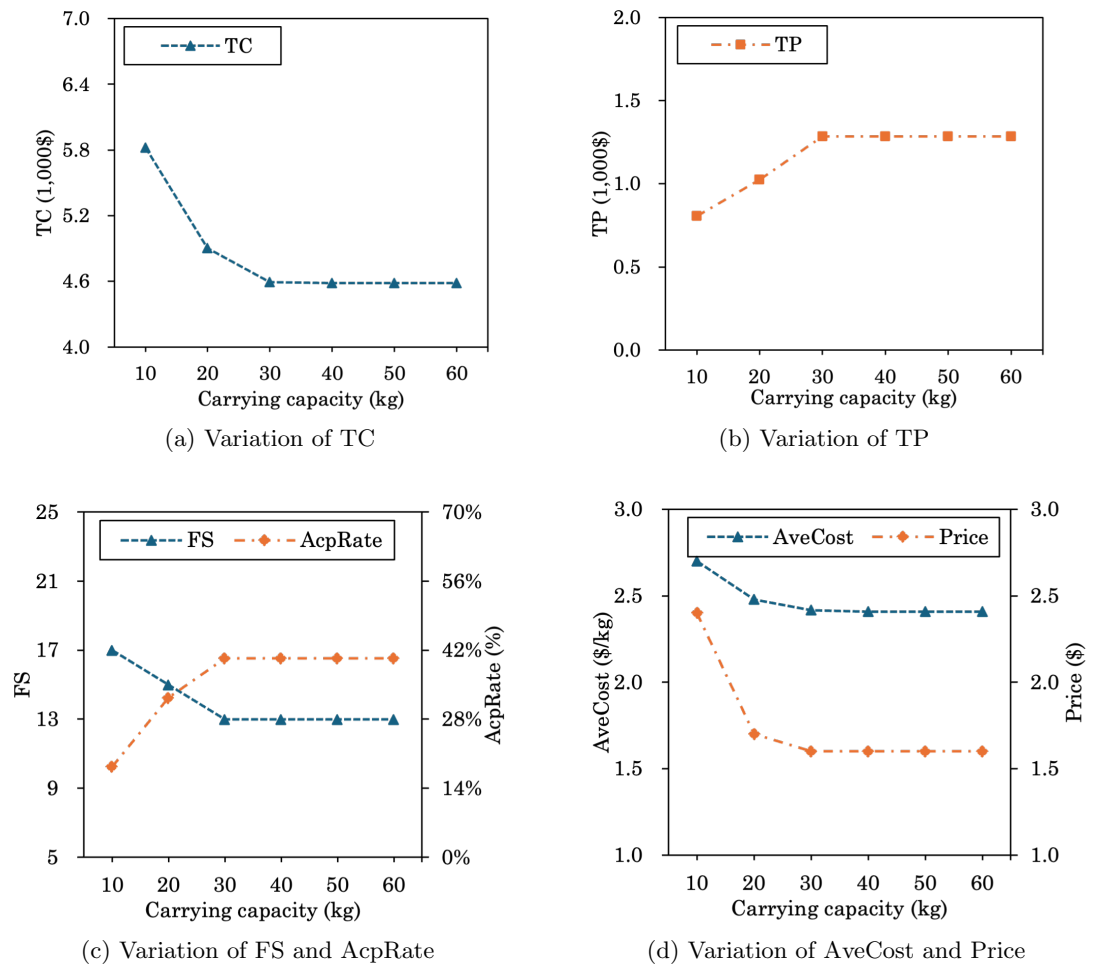 7.0
TC
6.4
5.8
5.2
4.6
4.0
TC (1,000$)
10 20 30 40 50 60
Carrying capacity (kg)
(a) Variation of TC
2.0
TP
1.5
1.0
0.5
0.0
TP (1,000$)
10 20 30 40 50 60
Carrying capacity (kg)
(b) Variation of TP
25 70%
FS AcpRate
21 56%
17 42%
13 28%
9 14%
5 0%
FS
AcpRate (%)
10 20 30 40 50 60
Carrying capacity (kg)
(c) Variation of FS and AcpRate
3.0 3.0
AveCost Price
2.5 2.5
2.0 2.0
1.5 1.5
1.0 1.0
AveCost ($/kg)
Price ($)
10 20 30 40 50 60
Carrying capacity (kg)
(d) Variation of AveCost and Price